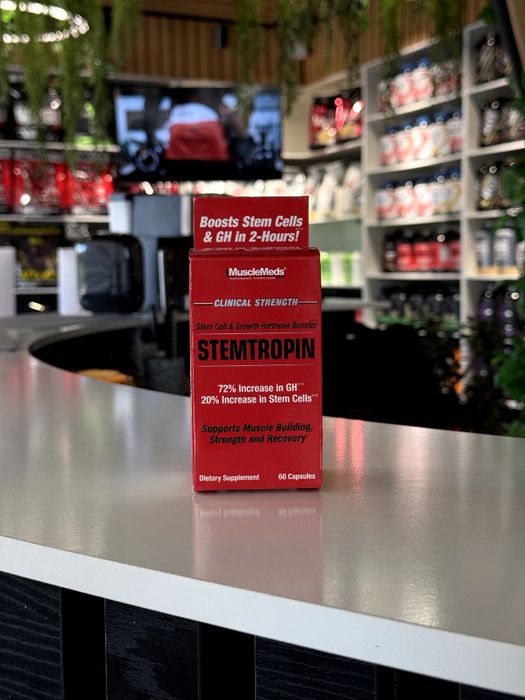 Boosts Stem Cells
& GH in 2-Hours!
MuscleMeds
CLINICAL STRENGTH
Stem Cell & Growth Hormone Booster
STEMTROPIN
72% Increase in GH
20% Increase in Stem Cells
Supports Muscle Building,
Strength and Recovery
Dietary Supplement 60 Capsules